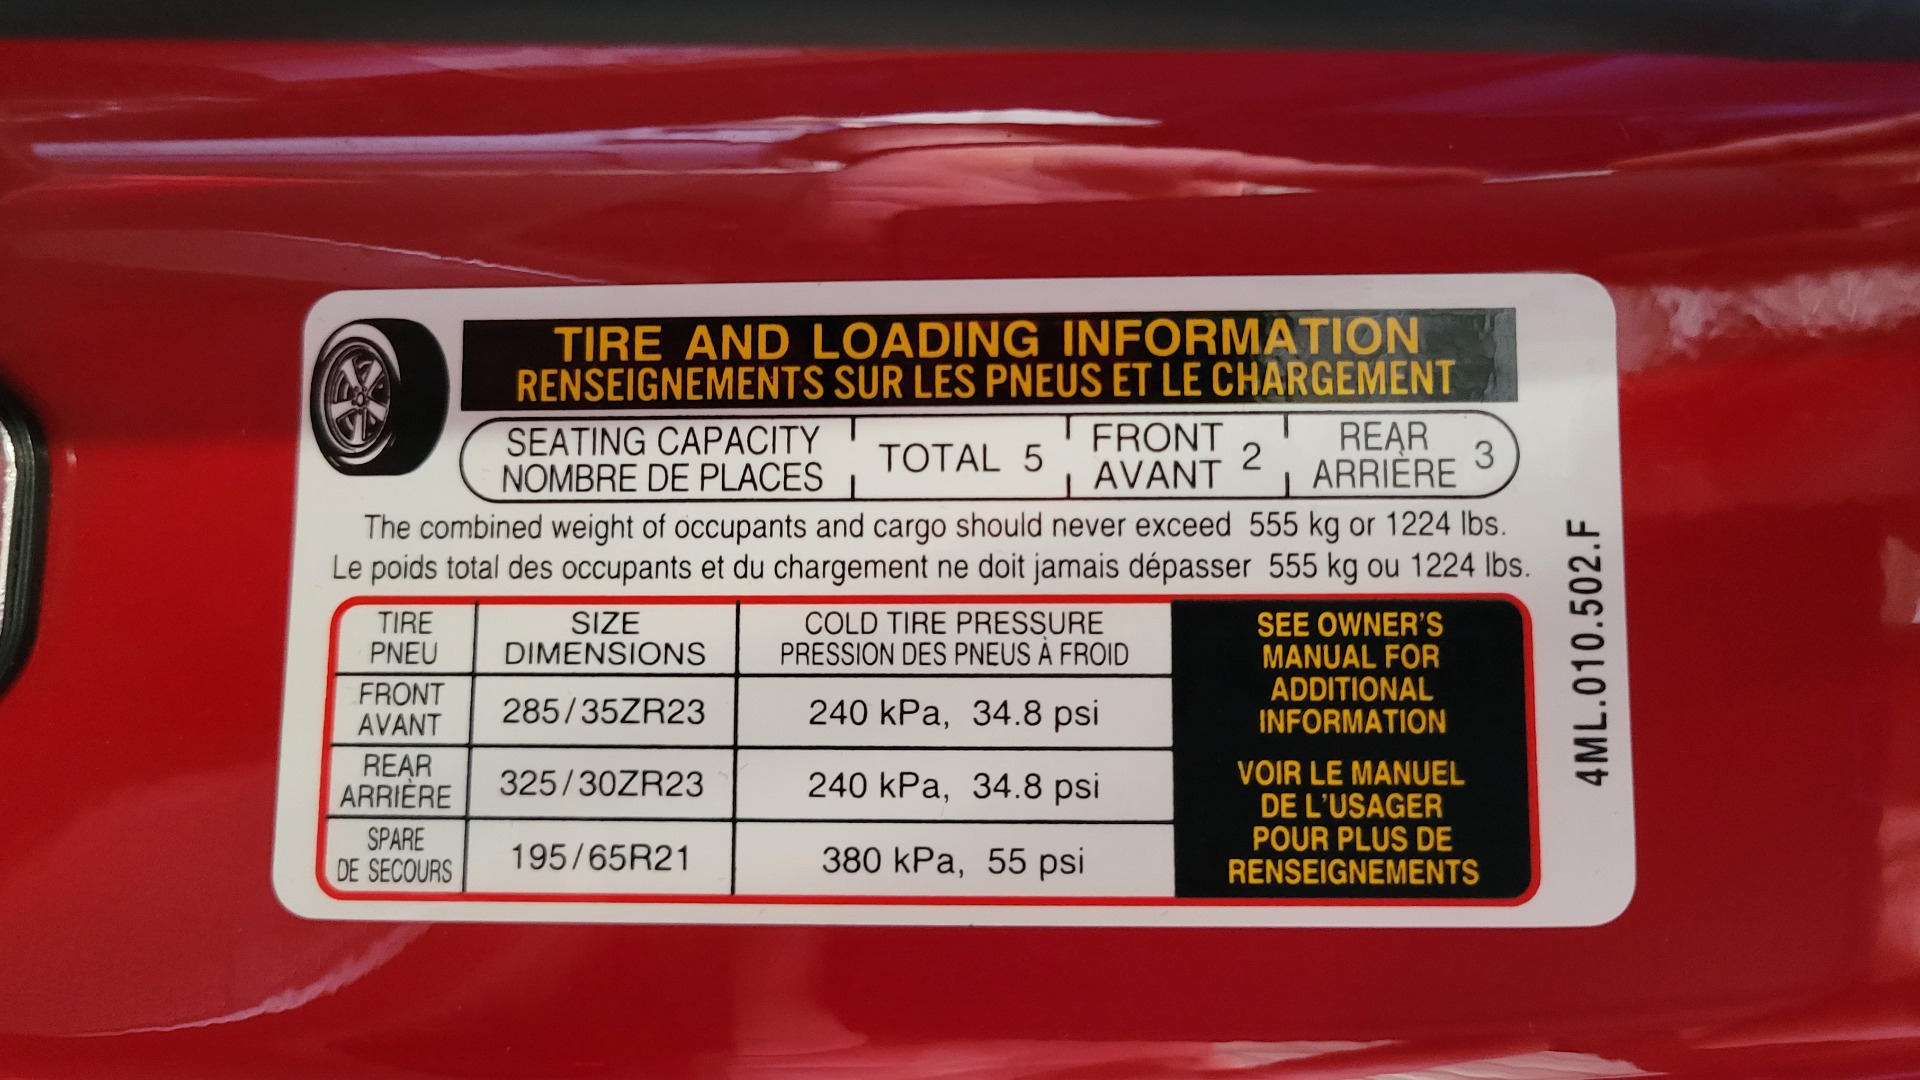 TIRE AND LOADING INFORMATION
RENSEIGNEMENTS SUR LES PNEUS ET LE CHARGEMENT
SEATING CAPACITY
NOMBRE DE PLACES
TOTAL 5
FRONT
AVANT
2
REAR
ARRIÈRE
3
The combined weight of occupants and cargo should never exceed 555 kg or 1224 lbs.
Le poids total des occupants et du chargement ne doit jamais dépasser 555 kg ou 1224 lbs.
TIRE
PNEU
SIZE
DIMENSIONS
COLD TIRE PRESSURE
PRESSION DES PNEUS À FROID
FRONT
AVANT
285/35ZR23
240 kPa, 34.8 psi
REAR
ARRIÈRE
325/30ZR23
240 kPa, 34.8 psi
SPARE
DE SECOURS
195/65R21
380 kPa, 55 psi
SEE OWNER'S
MANUAL FOR
ADDITIONAL
INFORMATION
VOIR LE MANUEL
DE L'USAGER
POUR PLUS DE
RENSEIGNEMENTS
4ML.010.502.F